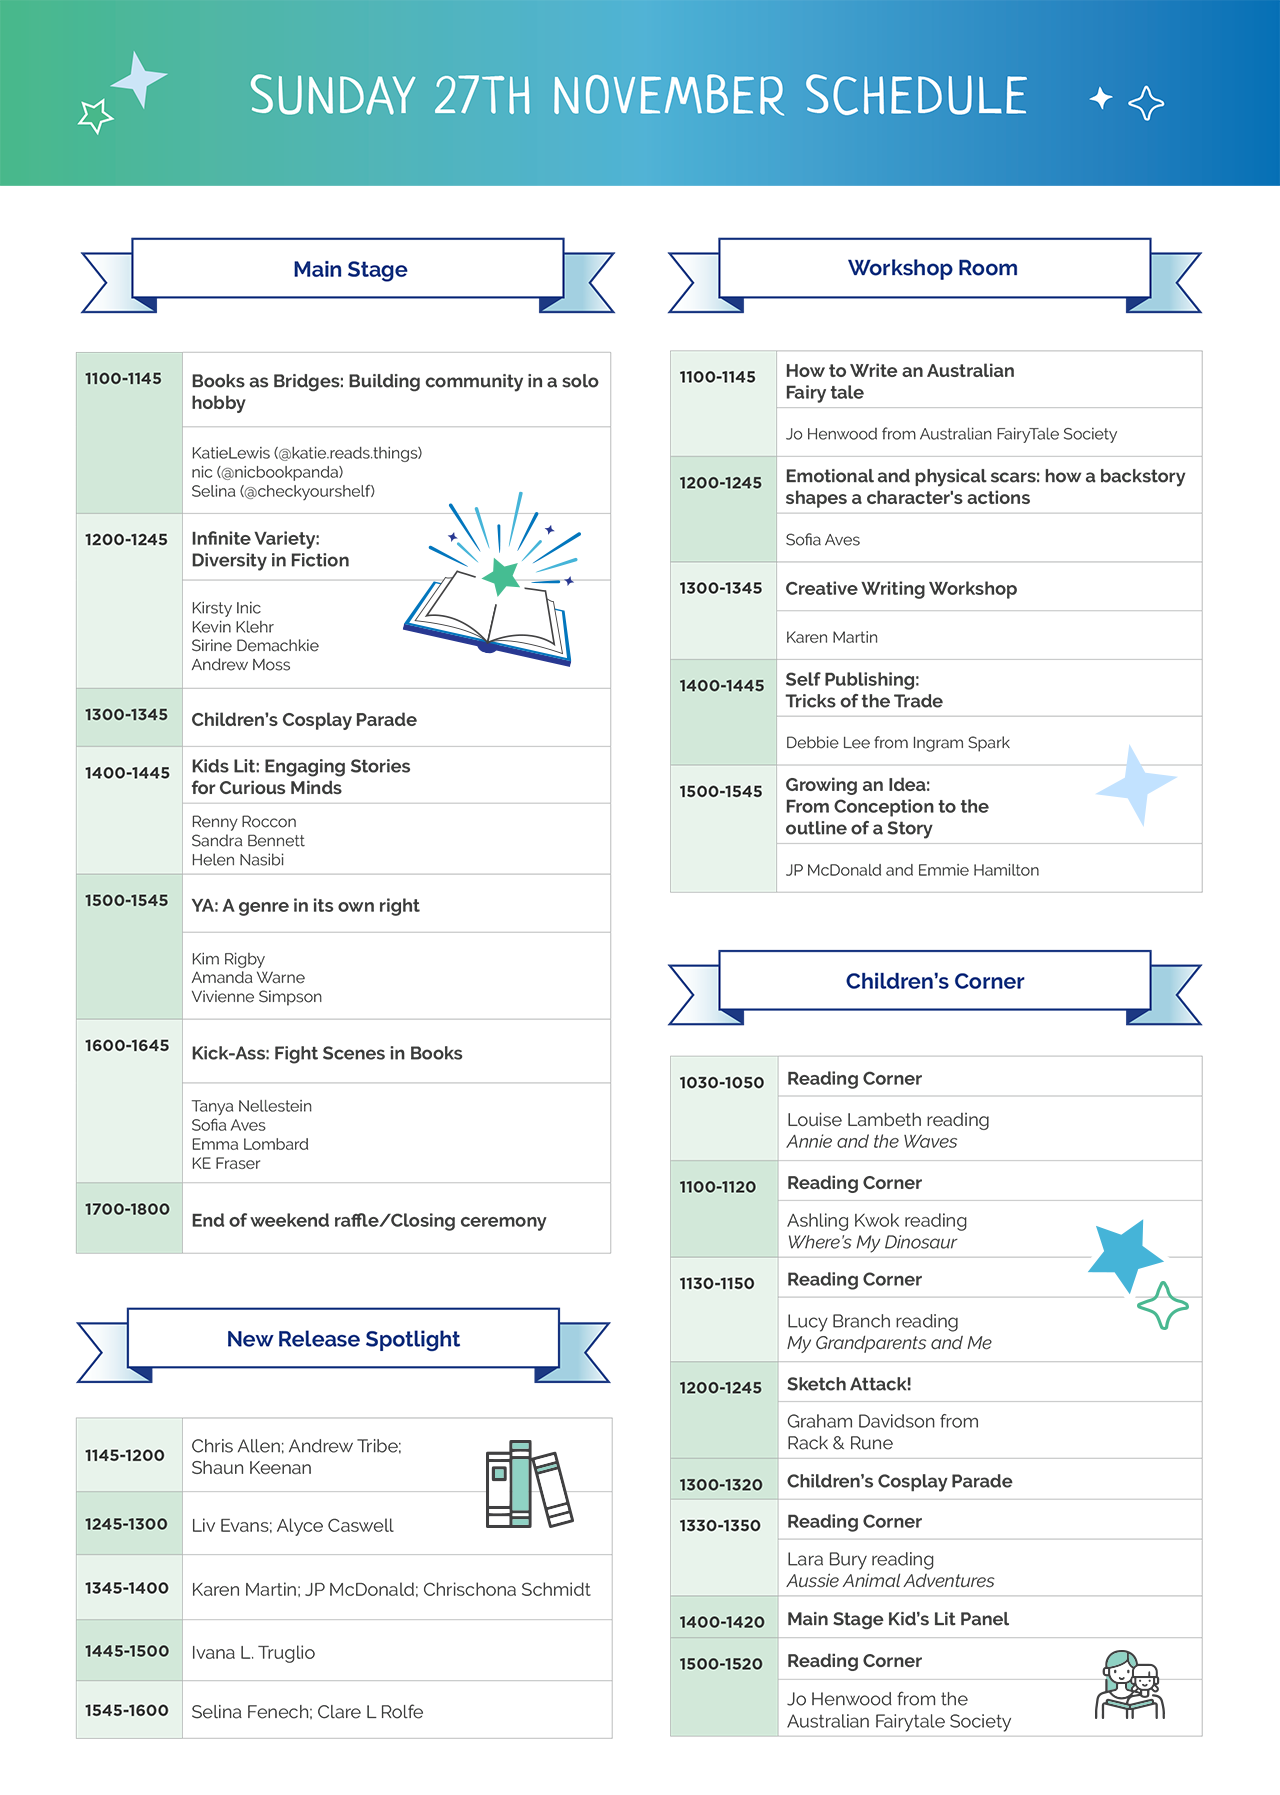 SUNDAY 27TH NOVEMBER SCHEDULE
Main Stage
1100-1145
Books as Bridges: Building community in a solo
hobby
KatieLewis (@katie.reads.things)
nic (@nicbookpanda)
Selina (@checkyourshelf)
1200-1245
Infinite Variety:
Diversity in Fiction
Kirsty Inic
Kevin Klehr
Sirine Demachkie
Andrew Moss
1300-1345
Children's Cosplay Parade
1400-1445
Kids Lit: Engaging Stories
for Curious Minds
Renny Roccon
Sandra Bennett
Helen Nasibi
1500-1545
YA: A genre in its own right
Kim Rigby
Amanda Warne
Vivienne Simpson
1600-1645
Kick-Ass: Fight Scenes in Books
Tanya Nellestein
Sofia Aves
Emma Lombard
KE Fraser
1700-1800
End of weekend raffle/Closing ceremony
New Release Spotlight
1145-1200
Chris Allen; Andrew Tribe;
Shaun Keenan
1245-1300
Liv Evans; Alyce Caswell
1345-1400
Karen Martin; JP McDonald; Chrischona Schmidt
1445-1500
Ivana L. Truglio
1545-1600
Selina Fenech; Clare L Rolfe
Workshop Room
1100-1145
How to Write an Australian
Fairy tale
Jo Henwood from Australian FairyTale Society
1200-1245
Emotional and physical scars: how a backstory
shapes a character's actions
Sofia Aves
1300-1345
Creative Writing Workshop
Karen Martin
1400-1445
Self Publishing:
Tricks of the Trade
Debbie Lee from Ingram Spark
1500-1545
Growing an Idea:
From Conception to the
outline of a Story
JP McDonald and Emmie Hamilton
Children's Corner
1030-1050
Reading Corner
Louise Lambeth reading
Annie and the Waves
1100-1120
Reading Corner
Ashling Kwok reading
Where's My Dinosaur
1130-1150
Reading Corner
Lucy Branch reading
My Grandparents and Me
1200-1245
Sketch Attack!
Graham Davidson from
Rack & Rune
1300-1320
Children's Cosplay Parade
1330-1350
Reading Corner
Lara Bury reading
Aussie Animal Adventures
1400-1420
Main Stage Kid's Lit Panel
1500-1520
Reading Corner
Jo Henwood from the
Australian Fairytale Society